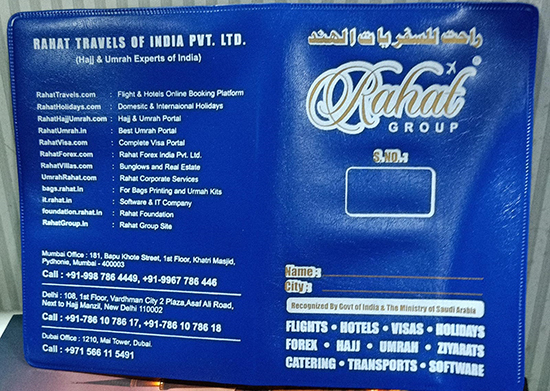 RAHAT TRAVELS OF INDIA PVT. LTD.
(Hajj & Umrah Experts of India)
RahatTravels.com : Flight & Hotels Online Booking Platform
RahatHolidays.com : Domesitc & International Holidays
RahatHajjUmrah.com : Hajj & Umrah Portal
RahatUmrah.in : Best Umrah Portal
RahatVisa.com : Complete Visa Portal
RahatForex.com : Rahat Forex India Pvt. Ltd.
RahatVillas.com : Bunglows and Real Estate
UmrahRahat.com : Rahat Corporate Services
bags.rahat.in : For Bags Printing and Urmah Kits
it.rahat.in : Software & IT Company
foundation.rahat.in : Rahat Foundation
RahatGroup.in : Rahat Group Site
Mumbai Office : 181, Bapu Khote Street, 1st Floor, Khatri Masjid,
Pydhonie, Mumbai - 400003
Call : +91-998 786 4449, +91-9967 786 446
Delhi : 108, 1st Floor, Vardhman City 2 Plaza, Asaf Ali Road,
Next to Hajj Manzil, New Delhi 110002
Call : +91-786 10 786 17, +91-786 10 786 18
Dubai Office : 1210, Mai Tower, Dubai.
Call : +971 566 11 5491
راحت للسفريات الهند
Rahat
GROUP
S.NO.:
Name :
City :
Recognized By Govt of India & The Ministry of Saudi Arabia
FLIGHTS • HOTELS • VISAS • HOLIDAYS
FOREX • HAJJ • UMRAH • ZIYARATS
CATERING • TRANSPORTS • SOFTWARE